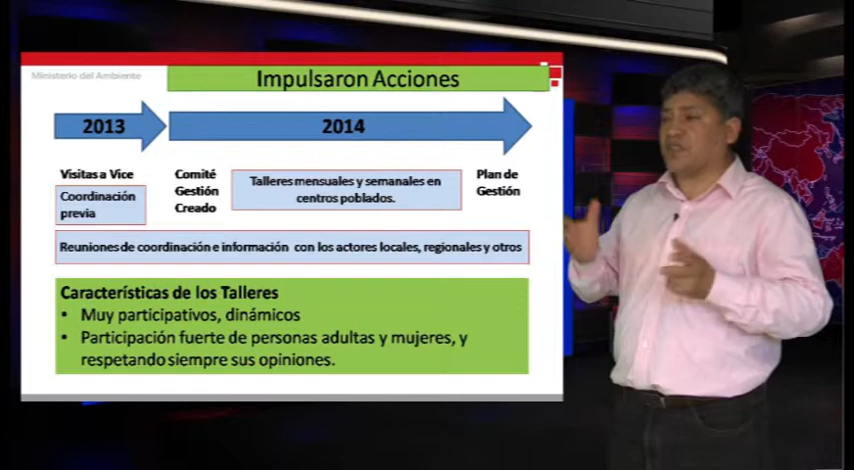 Ministerio del Ambiente
Impulsaron Acciones
2013
2014
Visitas a Vice
Coordinación
previa
Comité
Gestión
Creado
Talleres mensuales y semanales en
centros poblados.
Plan de
Gestión
Reuniones de coordinación e información con los actores locales, regionales y otros
Características de los Talleres
• Muy participativos, dinámicos
• Participación fuerte de personas adultas y mujeres, y
respetando siempre sus opiniones.